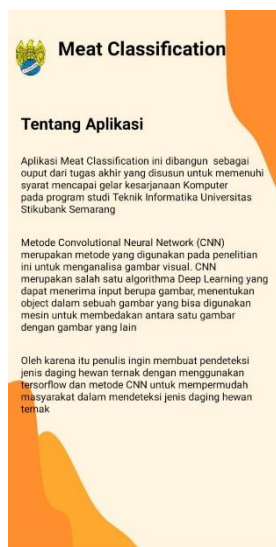 Meat Classification
Tentang Aplikasi
Aplikasi Meat Classification ini dibangun sebagai
ouput dari tugas akhir yang disusun untuk memenuhi
syarat mencapai gelar kesarjanaan Komputer
pada program studi Teknik Informatika Universitas
Stikubank Semarang
Metode Convolutional Neural Network (CNN)
merupakan metode yang digunakan pada penelitian
ini untuk menganalisa gambar visual. CNN
merupakan salah satu algorithma Deep Learning yang
dapat menerima input berupa gambar, menentukan
object dalam sebuah gambar yang bisa digunakan
mesin untuk membedakan antara satu gambar
dengan gambar yang lain
Oleh karena itu penulis ingin membuat pendeteksi
jenis daging hewan ternak dengan menggunakan
tersorflow dan metode CNN untuk mempermudah
masyarakat dalam mendeteksi jenis daging hewan
ternak